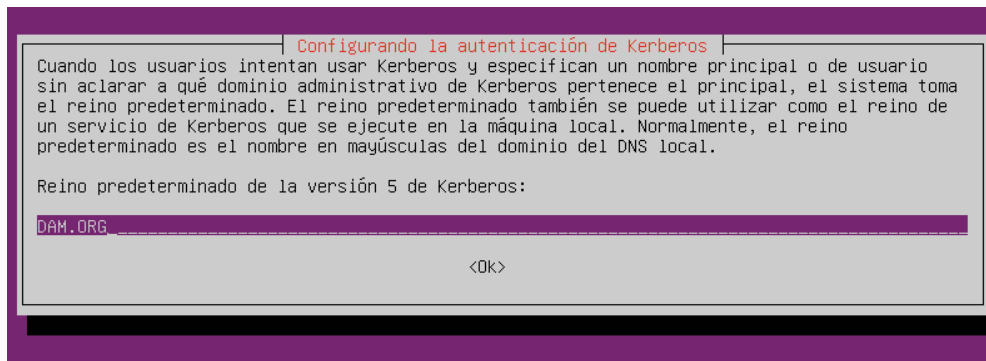 Configurando la autenticación de Kerberos
Cuando los usuarios intentan usar Kerberos y especifican un nombre principal o de usuario
sin aclarar a qué dominio administrativo de Kerberos pertenece el principal, el sistema toma
el reino predeterminado. El reino predeterminado también se puede utilizar como el reino de
un servicio de Kerberos que se ejecute en la máquina local. Normalmente, el reino
predeterminado es el nombre en mayúsculas del dominio del DNS local.
Reino predeterminado de la versión 5 de Kerberos:
DAM.ORG
<Ok>